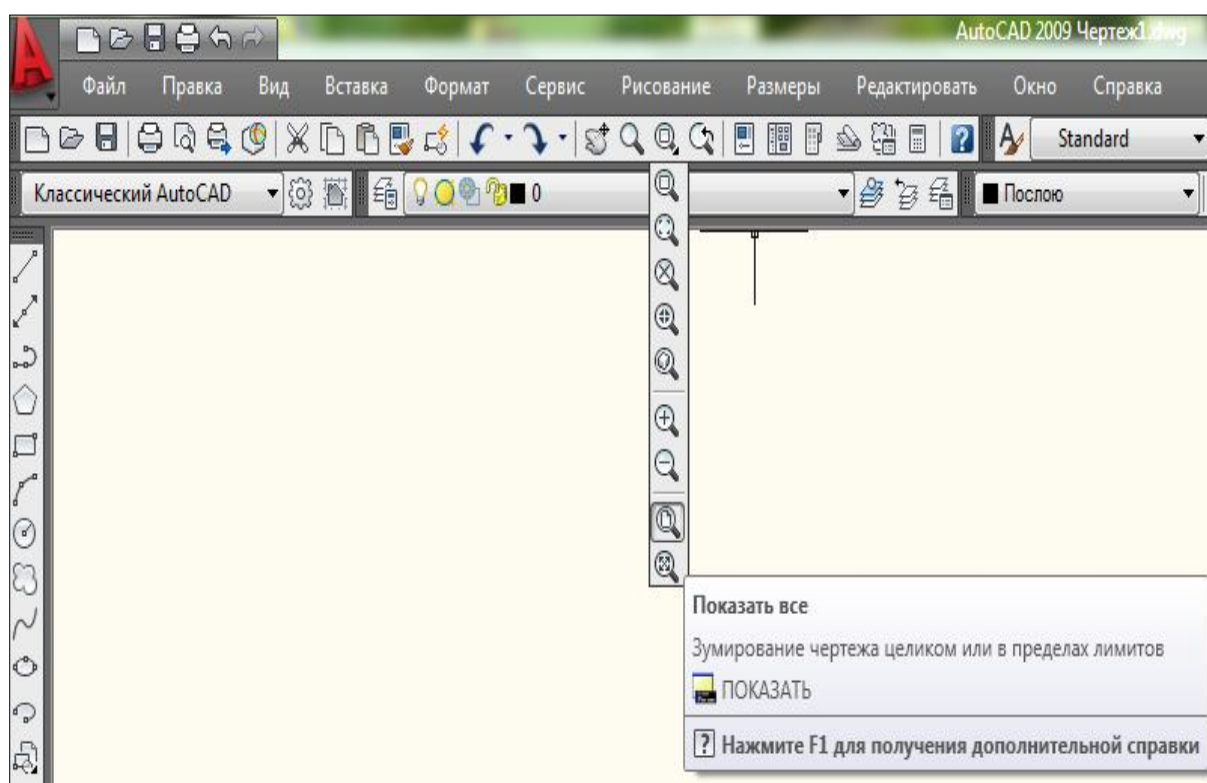 AutoCAD 2009 Чертеж1.dwg
Файл Правка Вид Вставка Формат Сервис Рисование Размеры Редактировать Окно Справка
Standard
Классический AutoCAD 0 Послою
Показать все
Зумирование чертежа целиком или в пределах лимитов
ПОКАЗАТЬ
Нажмите F1 для получения дополнительной справки